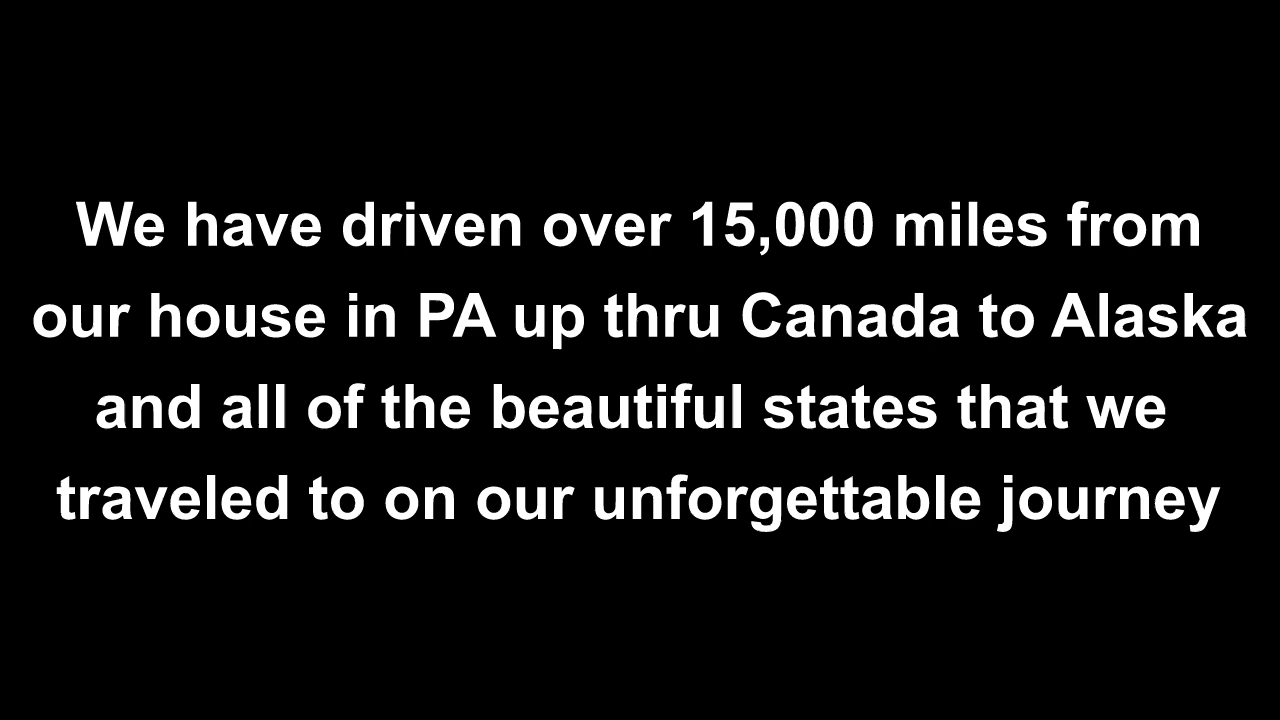 We have driven over 15,000 miles from
our house in PA up thru Canada to Alaska
and all of the beautiful states that we
traveled to on our unforgettable journey